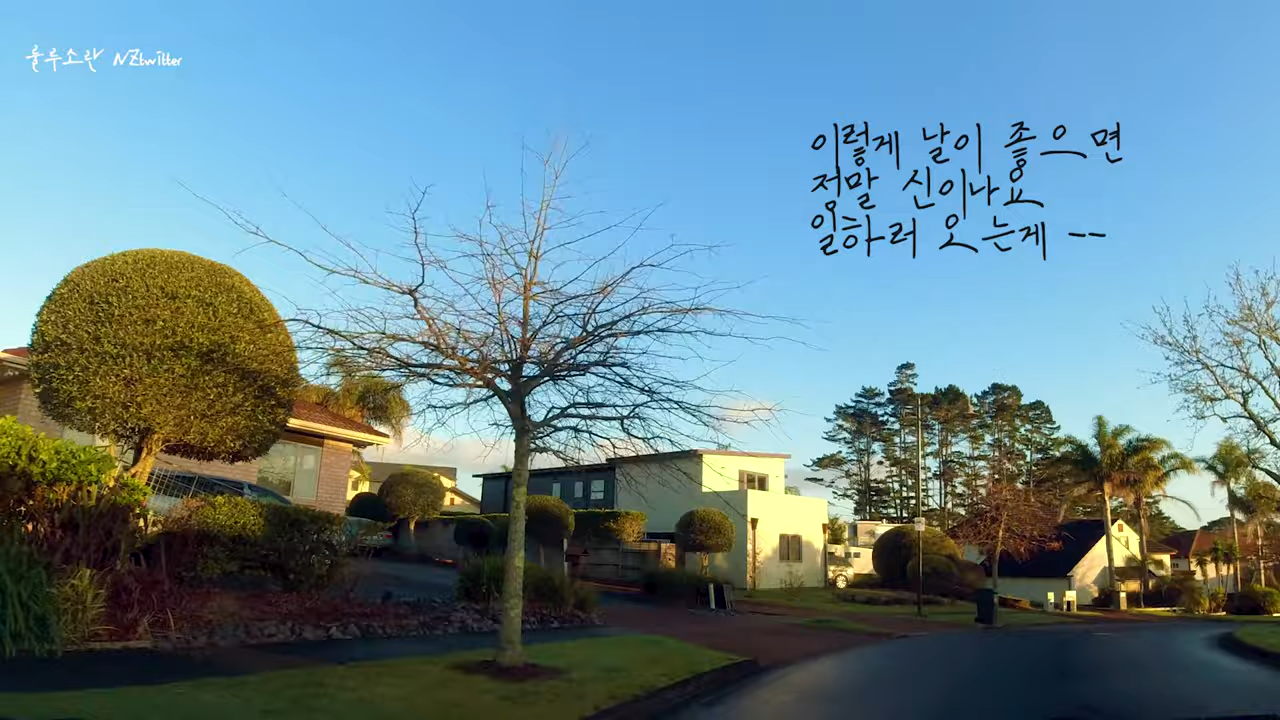 룰루소란 NZtwitter
이렇게 날이 좋으면
정말 신이나요
일하러 오는게 --